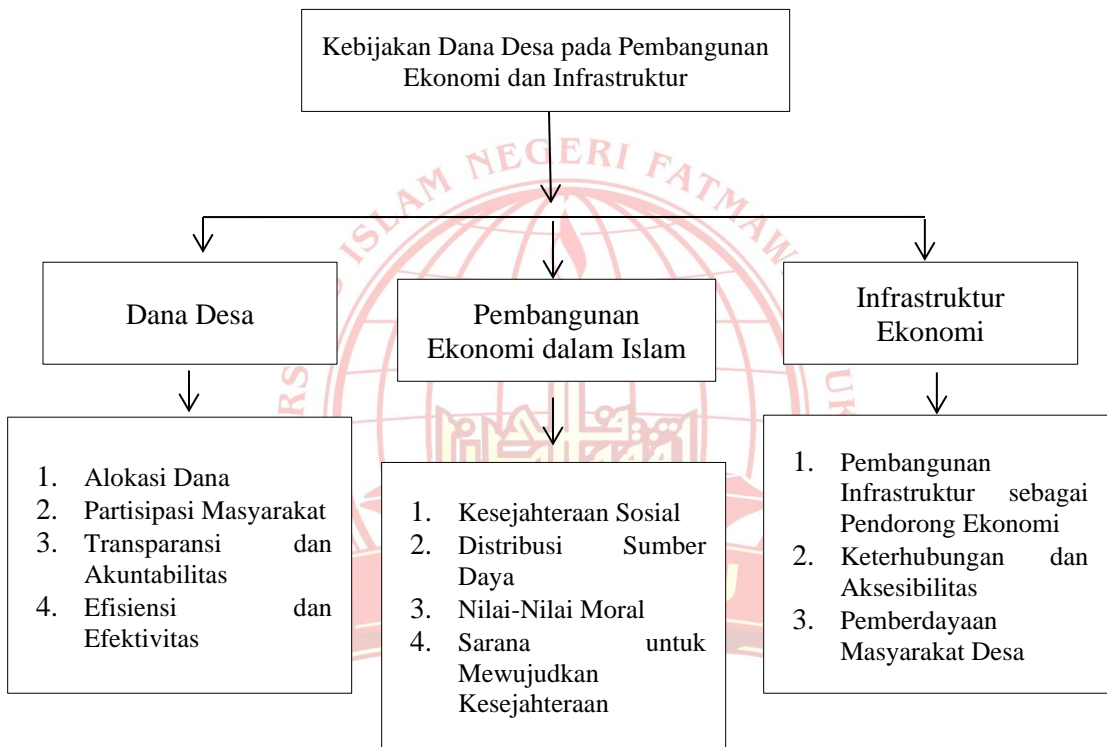 Kebijakan Dana Desa pada Pembangunan
Ekonomi dan Infrastruktur
ISLAM NEGERI
Dana Desa
Pembangunan
Ekonomi dalam Islam
Infrastruktur
Ekonomi
1. Alokasi Dana
2. Partisipasi Masyarakat
3. Transparansi dan
Akuntabilitas
4. Efisiensi dan
Efektivitas
1. Kesejahteraan Sosial
2. Distribusi Sumber
Daya
3. Nilai-Nilai Moral
4. Sarana untuk
Mewujudkan
Kesejahteraan
1. Pembangunan
Infrastruktur sebagai
Pendorong Ekonomi
2. Keterhubungan dan
Aksesibilitas
3. Pemberdayaan
Masyarakat Desa